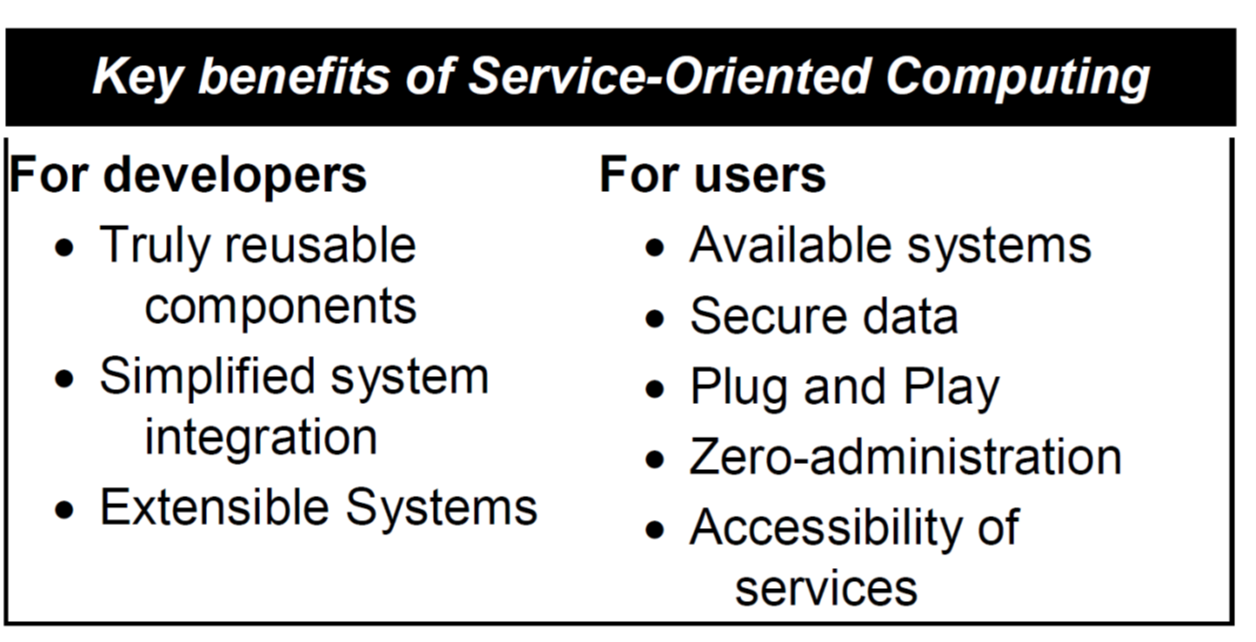 Key benefits of Service-Oriented Computing
For developers
• Truly reusable
components
• Simplified system
integration
• Extensible Systems
For users
• Available systems
• Secure data
• Plug and Play
• Zero-administration
• Accessibility of
services